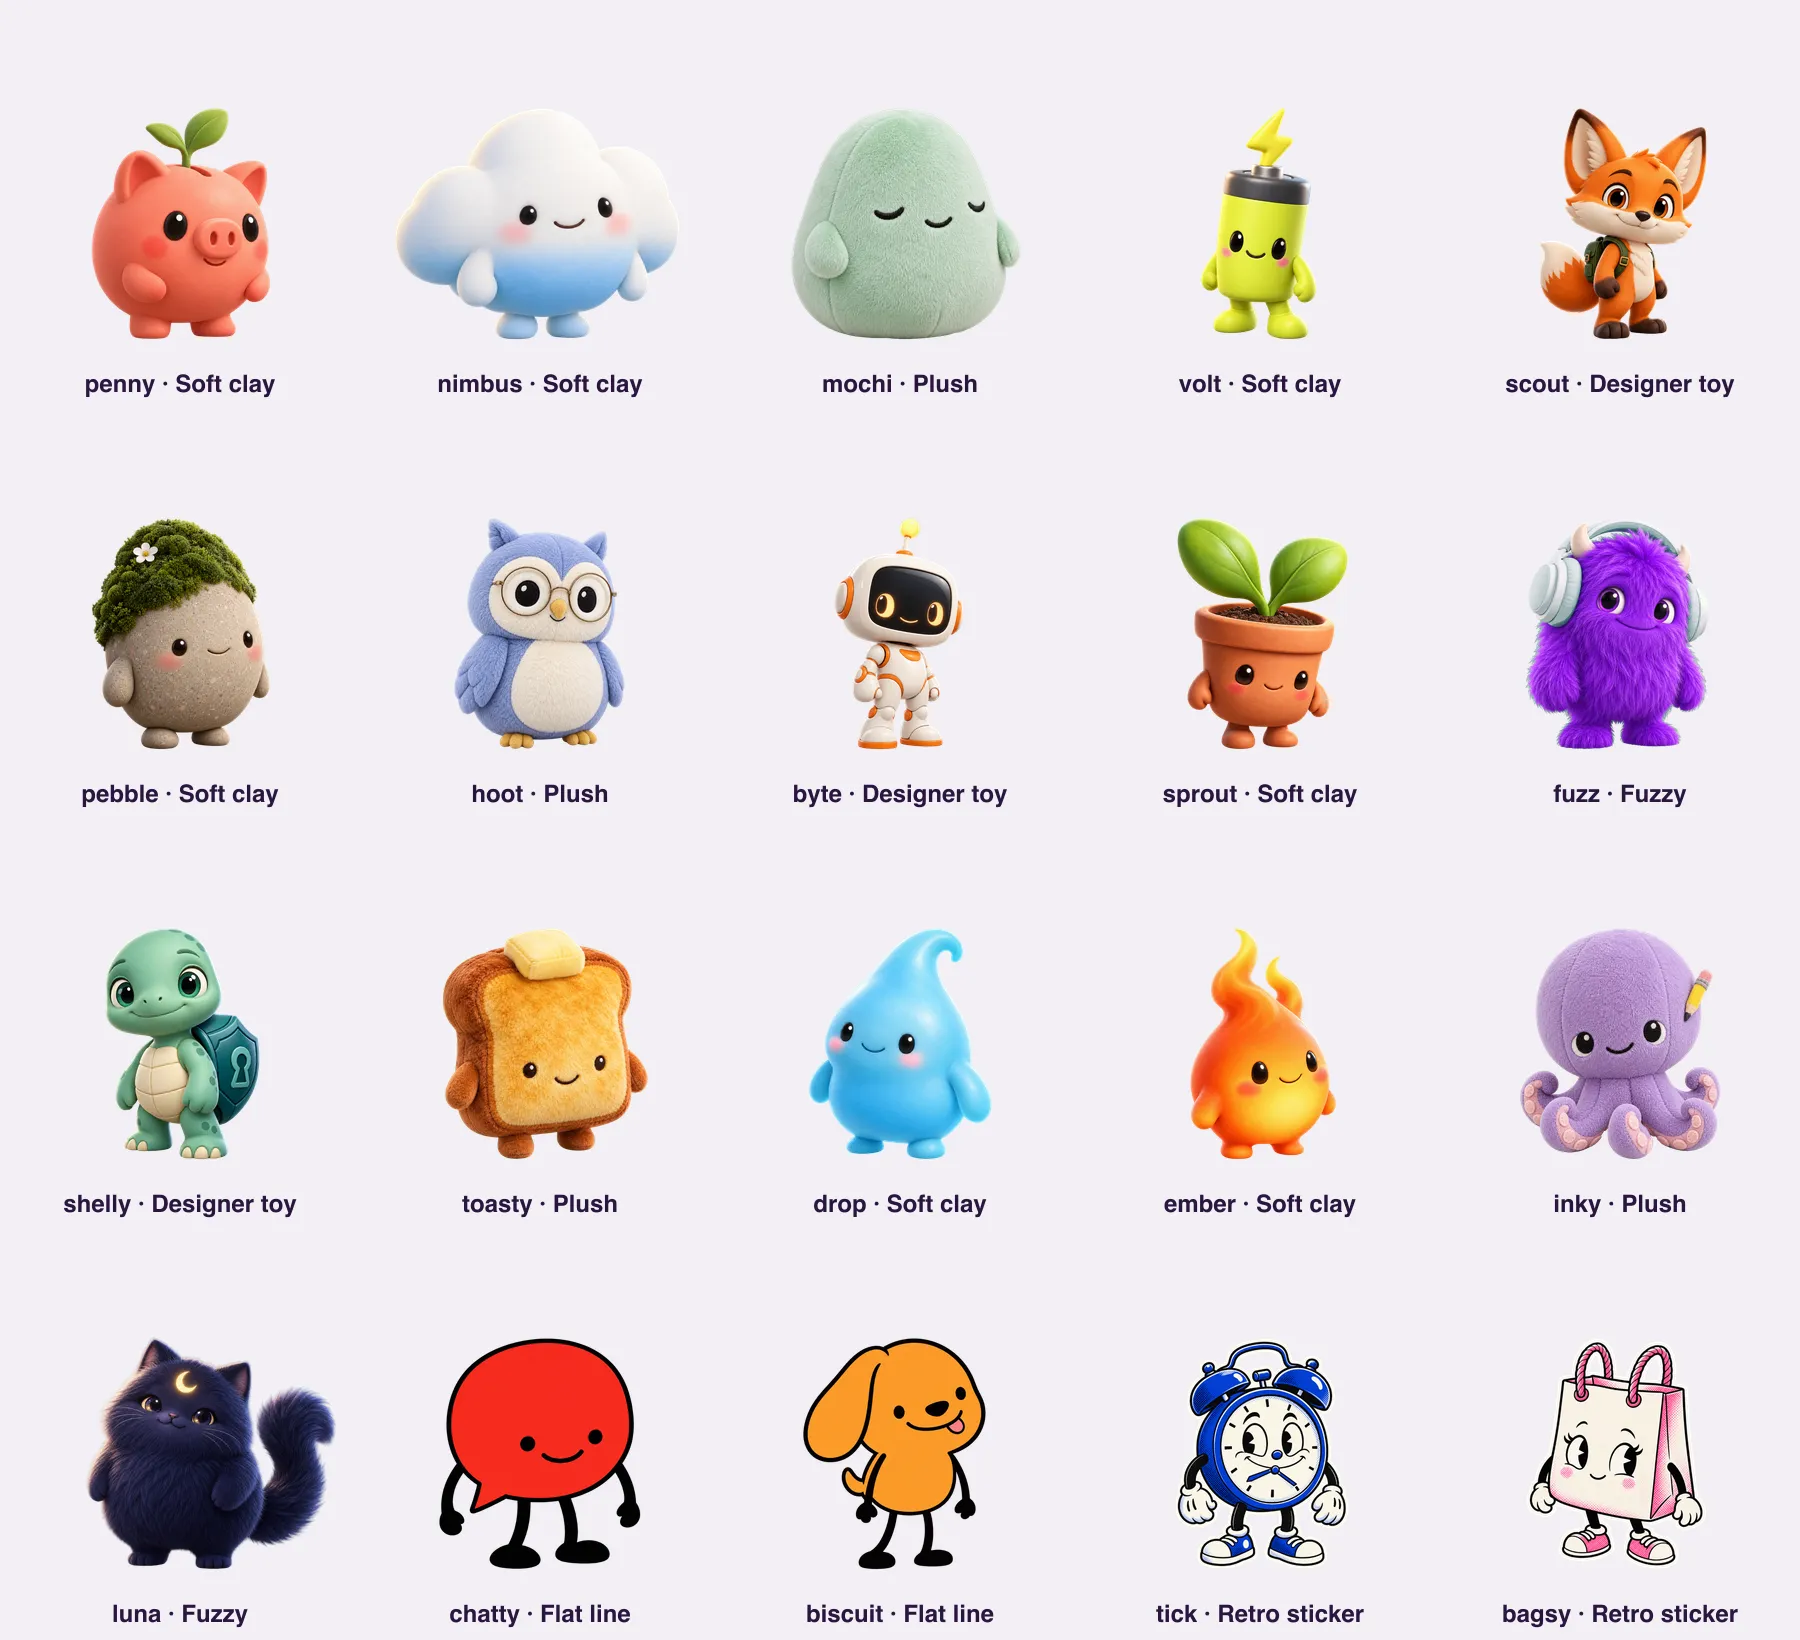 penny · Soft clay
nimbus · Soft clay
mochi · Plush
volt · Soft clay
scout · Designer toy
pebble · Soft clay
hoot · Plush
byte · Designer toy
sprout · Soft clay
fuzz · Fuzzy
shelly · Designer toy
toasty · Plush
drop · Soft clay
ember · Soft clay
inky · Plush
luna · Fuzzy
chatty · Flat line
biscuit · Flat line
tick · Retro sticker
bagsy · Retro sticker